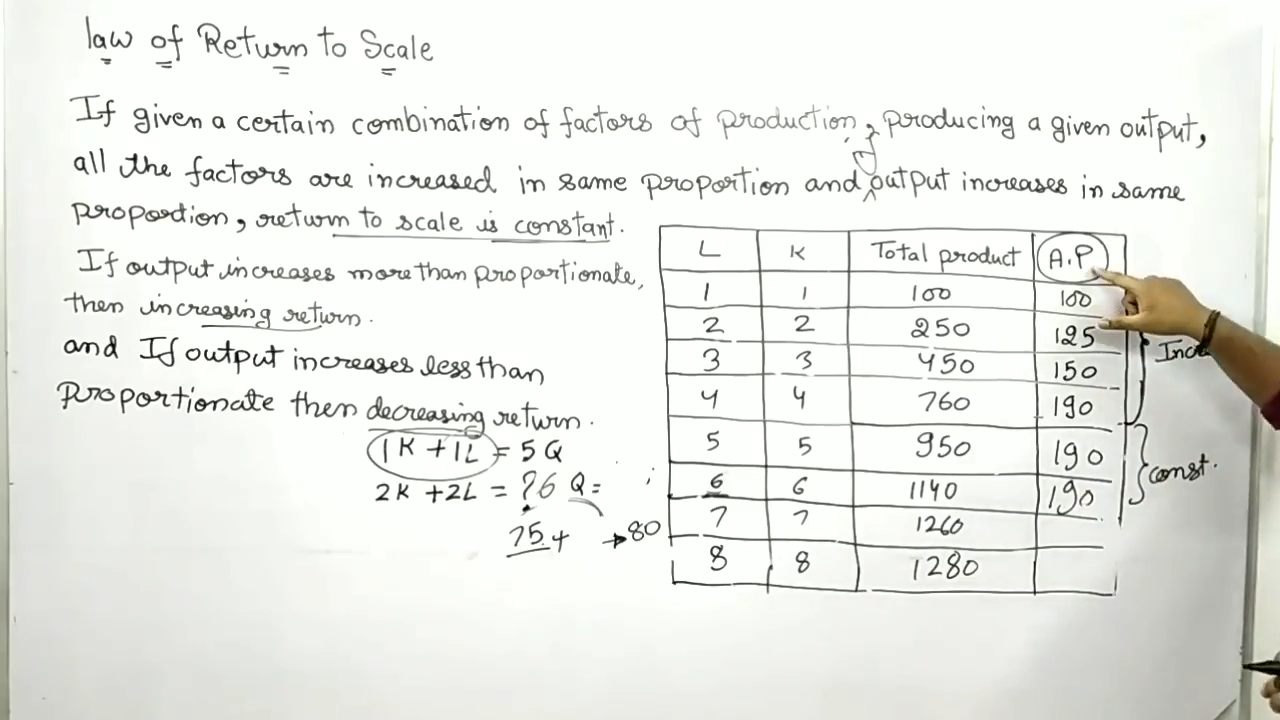 law of Return to Scale
If given a certain combination of factors of production, producing a given output,
all the factors are increased in same proportion and output increases in same
proportion, return to scale is constant.
If output increases more than proportionate,
then increasing return.
and If output increases less than
proportionate then decreasing return.
1K + 1L = 5Q
2K + 2L = ?6 Q =
75. + → 80
L K Total product A.P
1 1 100 100
2 2 250 125
3 3 450 150
4 4 760 190
5 5 950 190
6 6 1140 190
7 7 1260
8 8 1280
const.